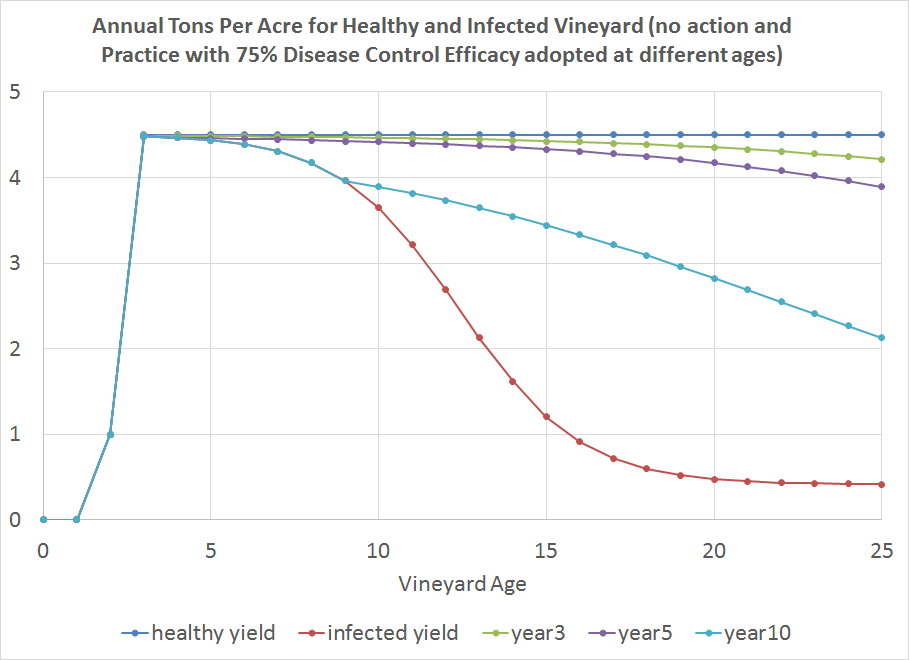 Annual Tons Per Acre for Healthy and Infected Vineyard (no action and
Practice with 75% Disease Control Efficacy adopted at different ages)
5
4
3
2
1
0
0 5 10 15 20 25
Vineyard Age
healthy yield infected yield year3 year5 year10